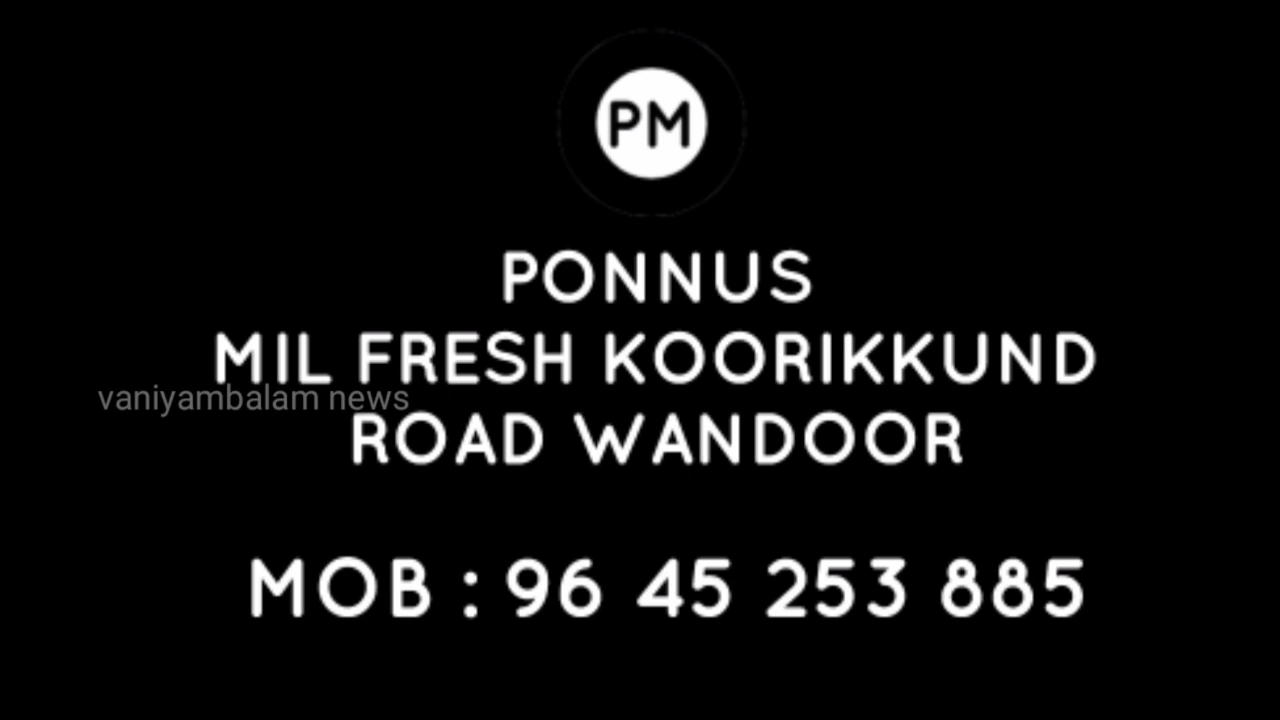 PM
PONNUS
MIL FRESH KOORIKKUND
vaniyambalam news
ROAD WANDOOR
MOB : 96 45 253 885